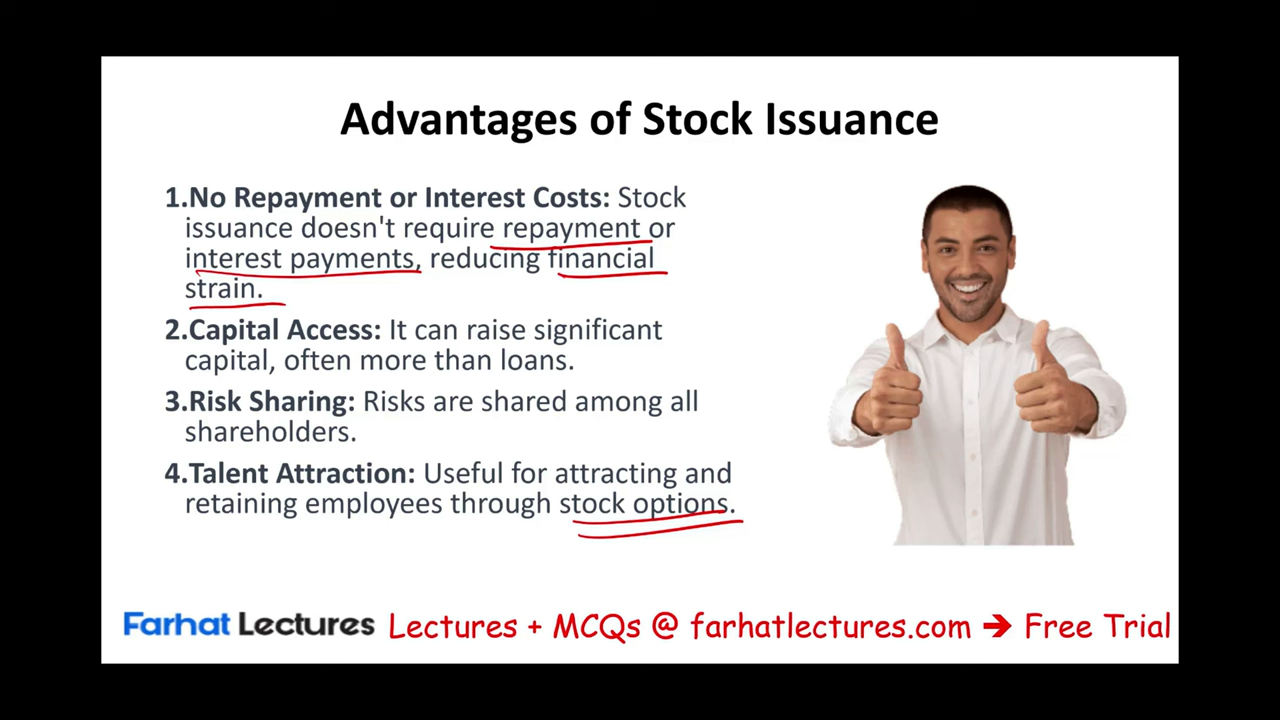 Advantages of Stock Issuance
1.No Repayment or Interest Costs: Stock
issuance doesn't require repayment or
interest payments, reducing financial
strain.
2.Capital Access: It can raise significant
capital, often more than loans.
3.Risk Sharing: Risks are shared among all
shareholders.
4.Talent Attraction: Useful for attracting and
retaining employees through stock options.
Farhat Lectures Lectures + MCQs @ farhatlectures.com → Free Trial